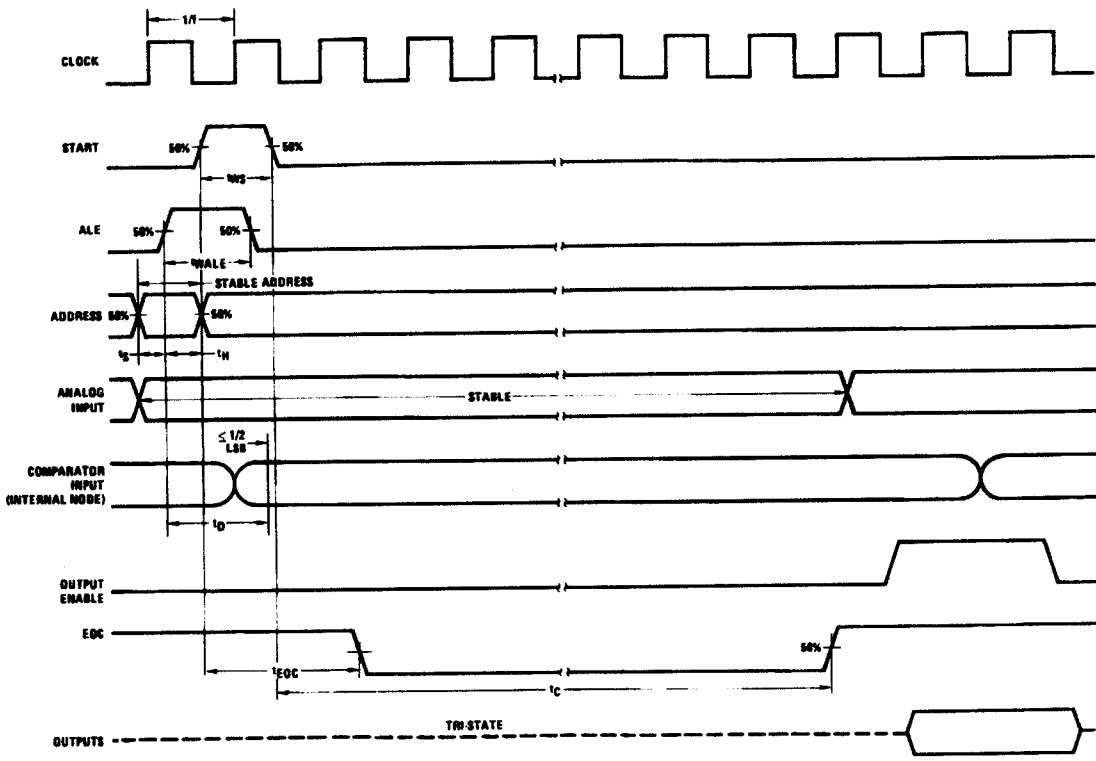 1/f
CLOCK
START
50%
50%
tWS
ALE
50%
50%
tWALE
STABLE ADDRESS
ADDRESS
50%
50%
tS
tH
ANALOG
INPUT
STABLE
≤ 1/2
LSB
COMPARATOR
INPUT
(INTERNAL NODE)
tD
OUTPUT
ENABLE
EOC
50%
tEOC
tC
TRI-STATE
OUTPUTS